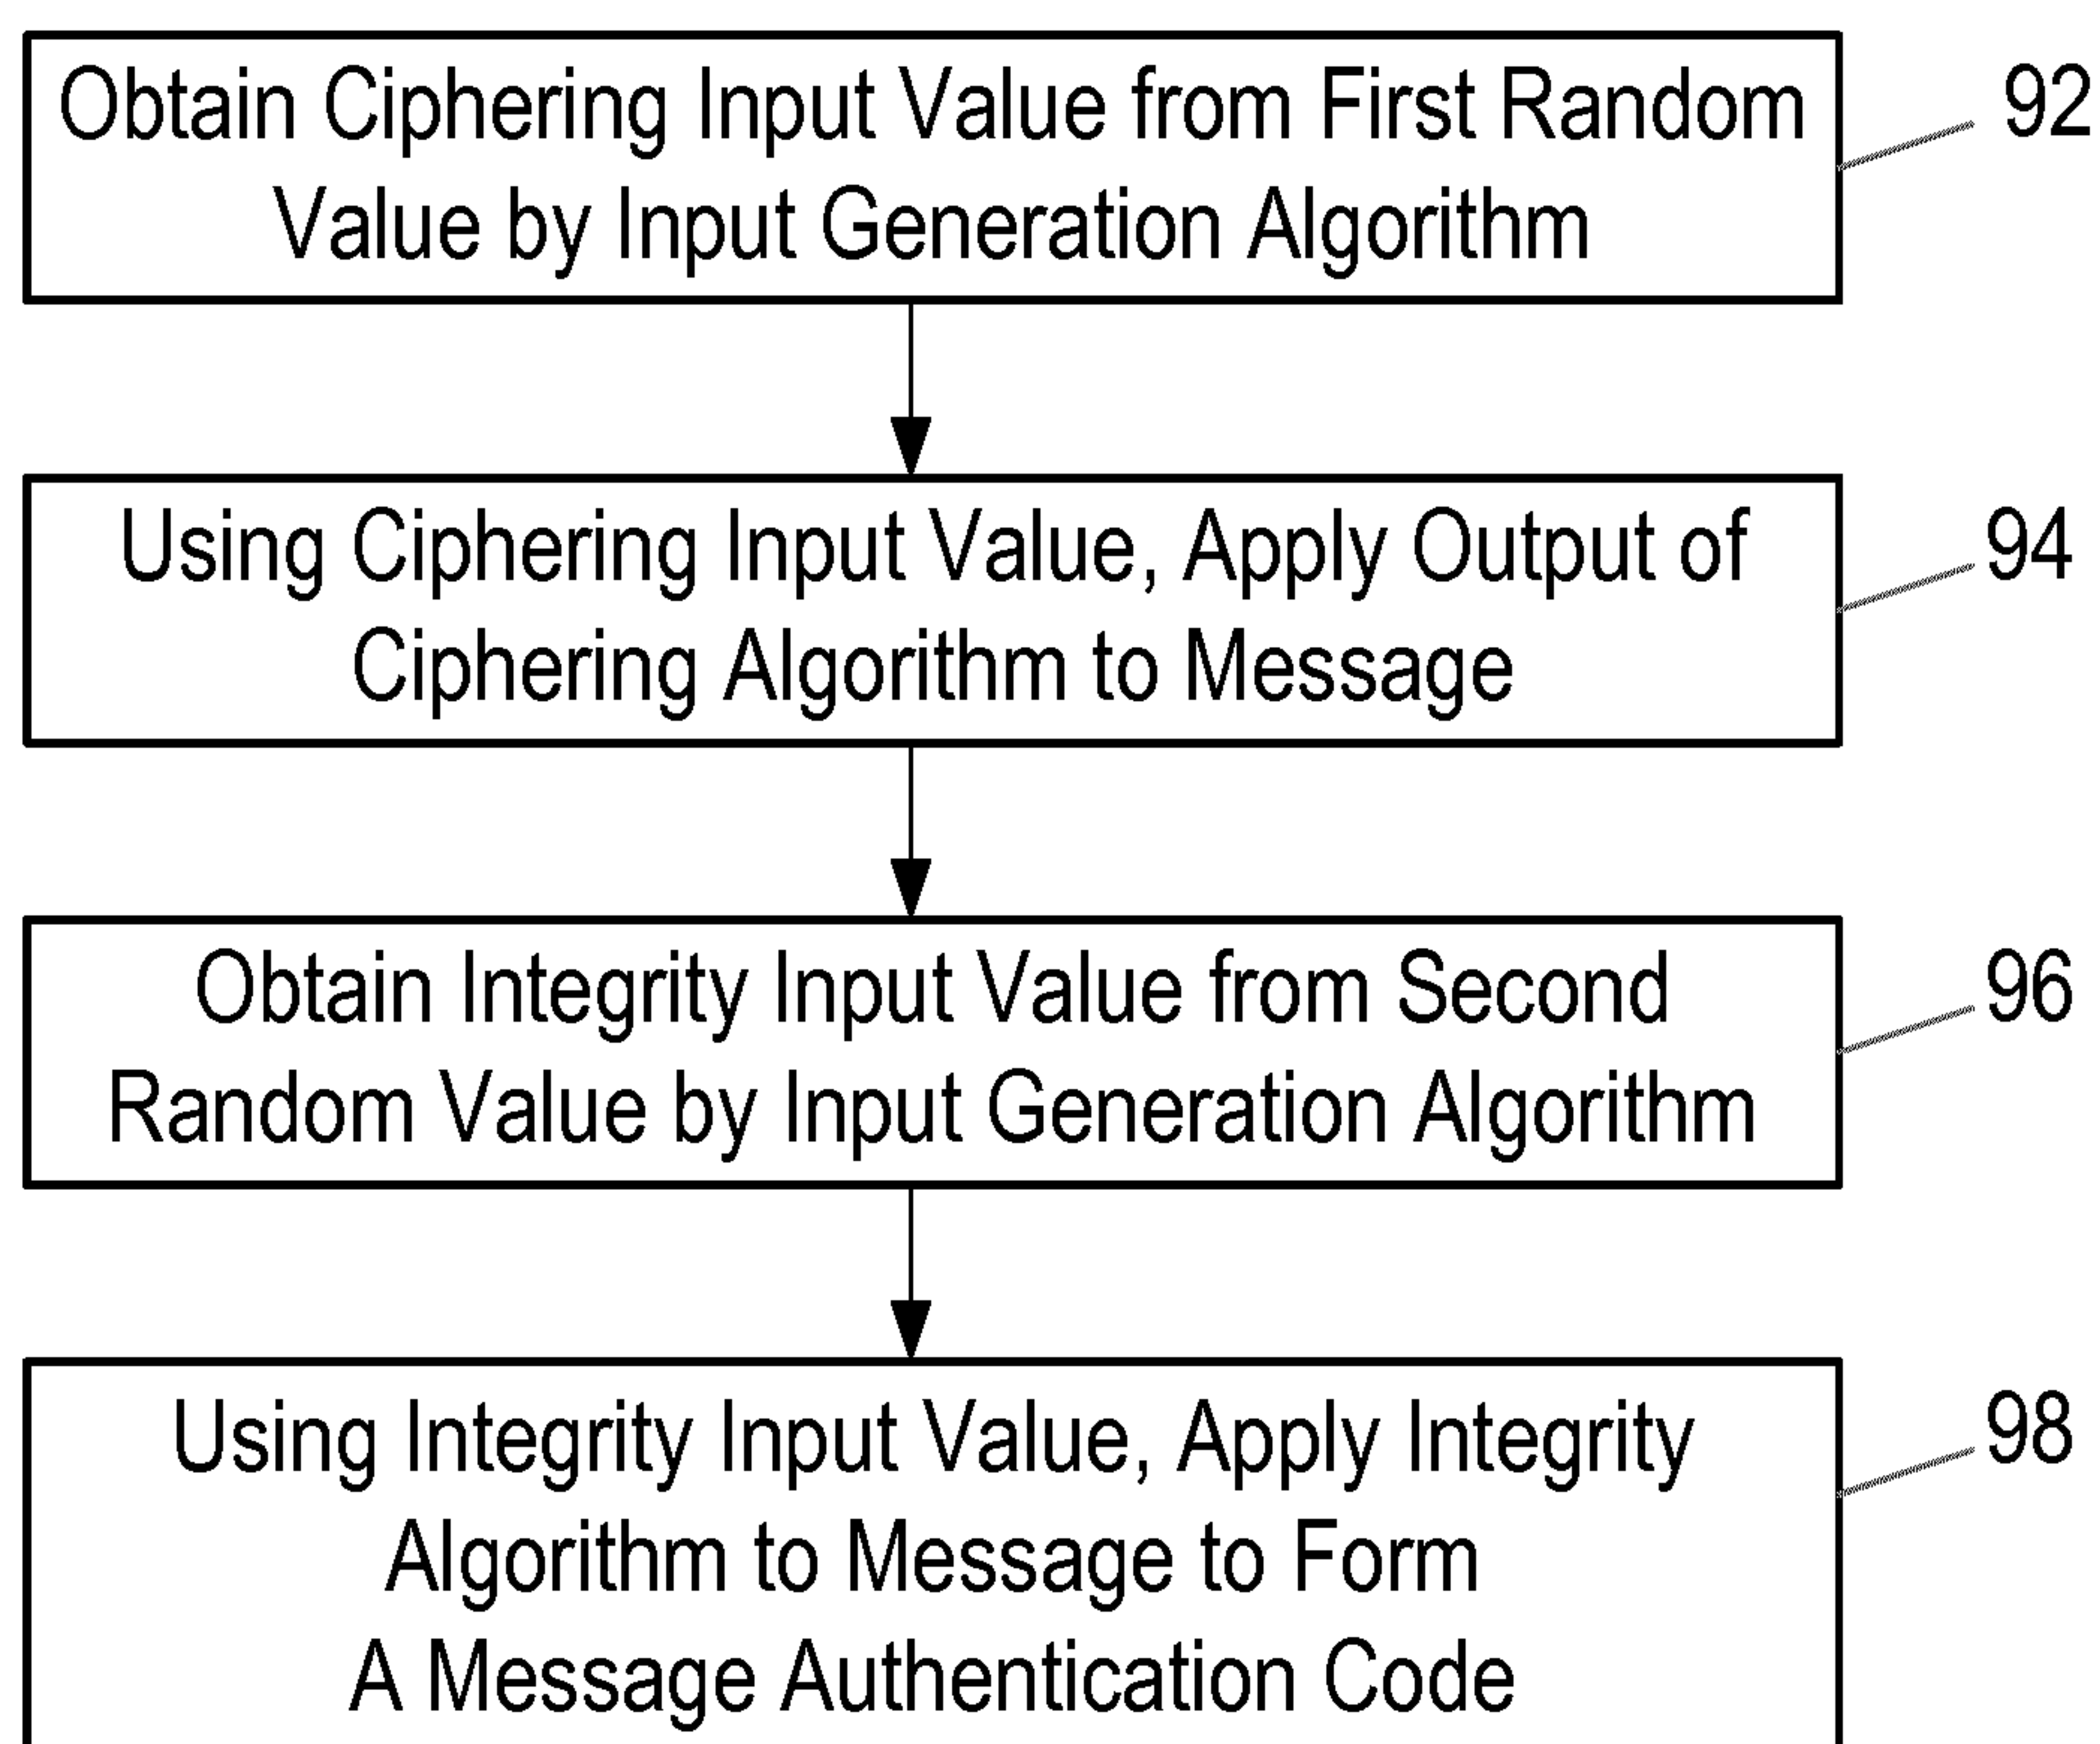 Obtain Ciphering Input Value from First Random
Value by Input Generation Algorithm
92
Using Ciphering Input Value, Apply Output of
Ciphering Algorithm to Message
94
Obtain Integrity Input Value from Second
Random Value by Input Generation Algorithm
96
Using Integrity Input Value, Apply Integrity
Algorithm to Message to Form
A Message Authentication Code
98